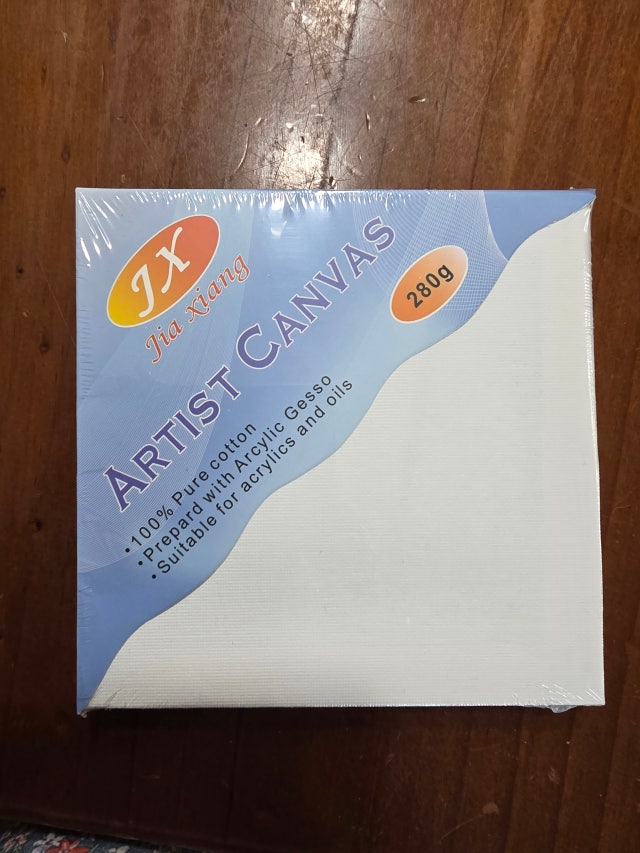 JX
Jia xiang
ARTIST CANVAS
280g
• 100% Pure cotton
• Prepard with Arcylic Gesso
• Suitable for acrylics and oils